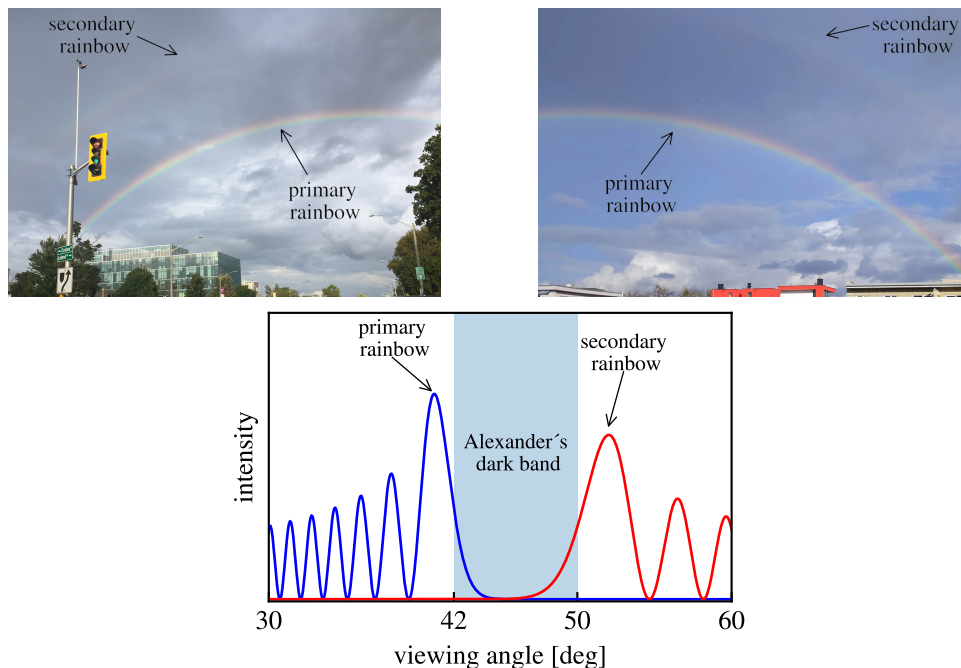 secondary
rainbow
primary
rainbow
secondary
rainbow
primary
rainbow
primary
rainbow
secondary
rainbow
Alexander´s
dark band
intensity
30
42
50
60
viewing angle [deg]